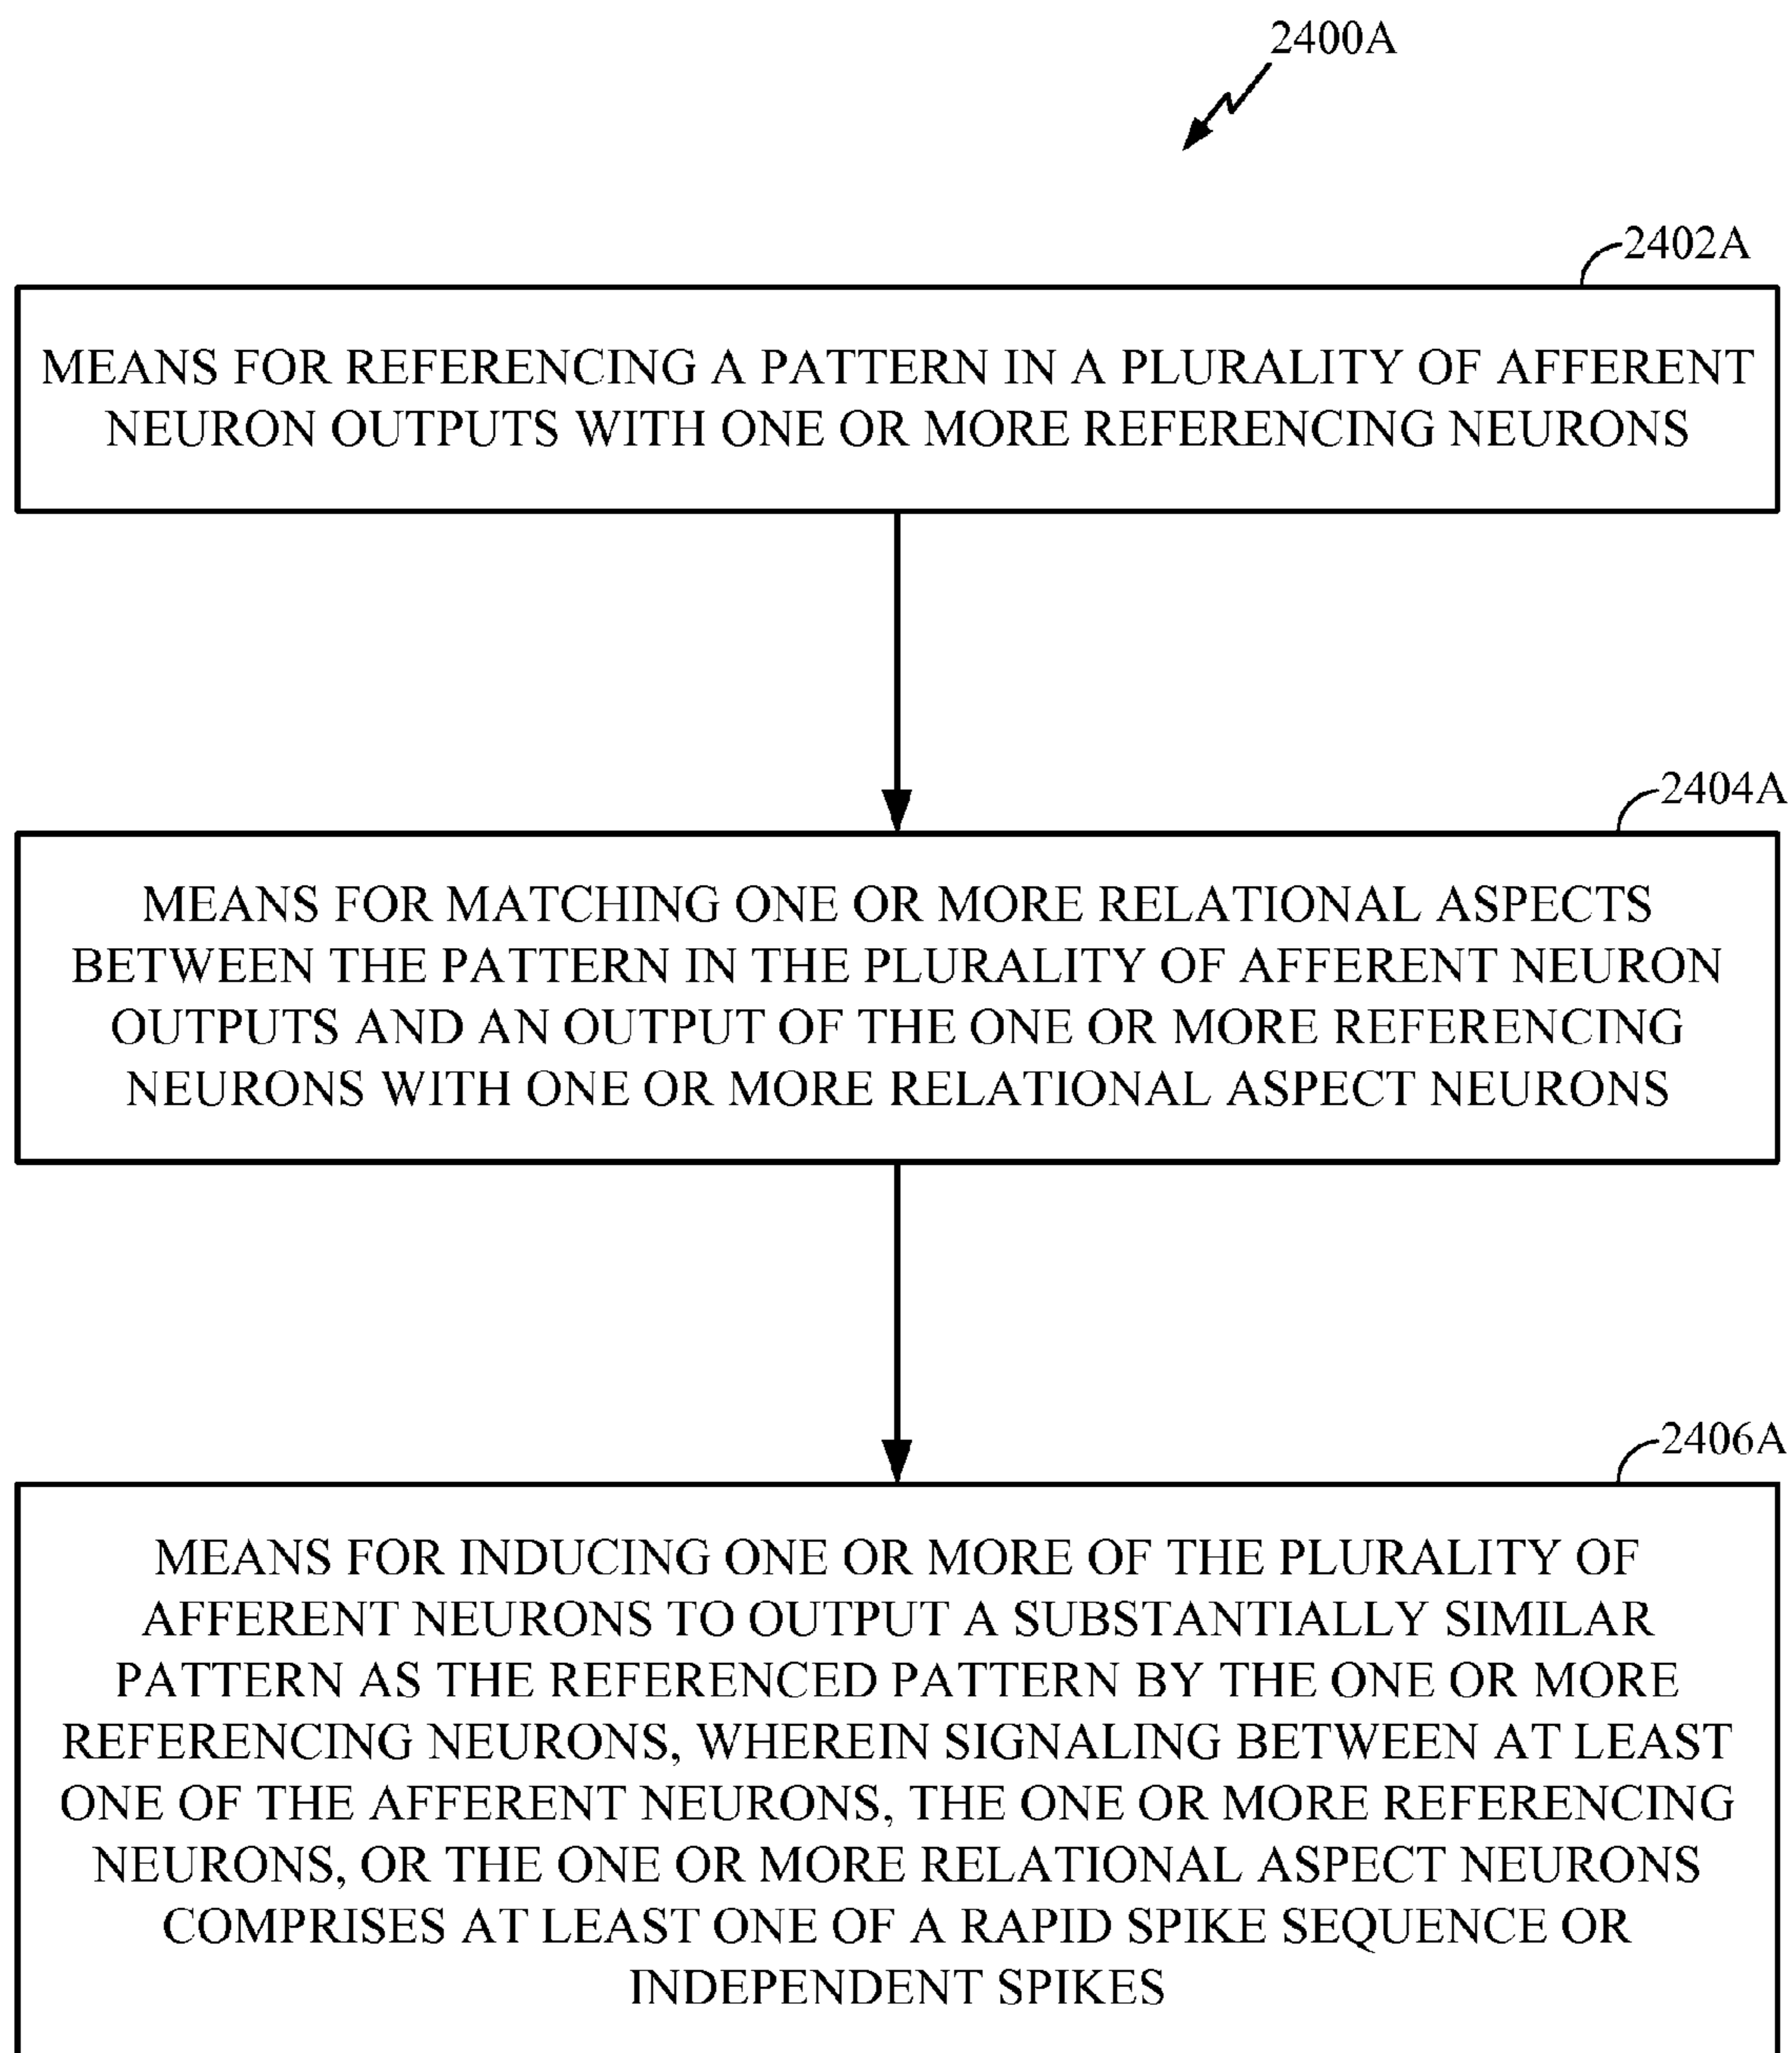 2400A
2402A
MEANS FOR REFERENCING A PATTERN IN A PLURALITY OF AFFERENT
NEURON OUTPUTS WITH ONE OR MORE REFERENCING NEURONS
2404A
MEANS FOR MATCHING ONE OR MORE RELATIONAL ASPECTS
BETWEEN THE PATTERN IN THE PLURALITY OF AFFERENT NEURON
OUTPUTS AND AN OUTPUT OF THE ONE OR MORE REFERENCING
NEURONS WITH ONE OR MORE RELATIONAL ASPECT NEURONS
2406A
MEANS FOR INDUCING ONE OR MORE OF THE PLURALITY OF
AFFERENT NEURONS TO OUTPUT A SUBSTANTIALLY SIMILAR
PATTERN AS THE REFERENCED PATTERN BY THE ONE OR MORE
REFERENCING NEURONS, WHEREIN SIGNALING BETWEEN AT LEAST
ONE OF THE AFFERENT NEURONS, THE ONE OR MORE REFERENCING
NEURONS, OR THE ONE OR MORE RELATIONAL ASPECT NEURONS
COMPRISES AT LEAST ONE OF A RAPID SPIKE SEQUENCE OR
INDEPENDENT SPIKES